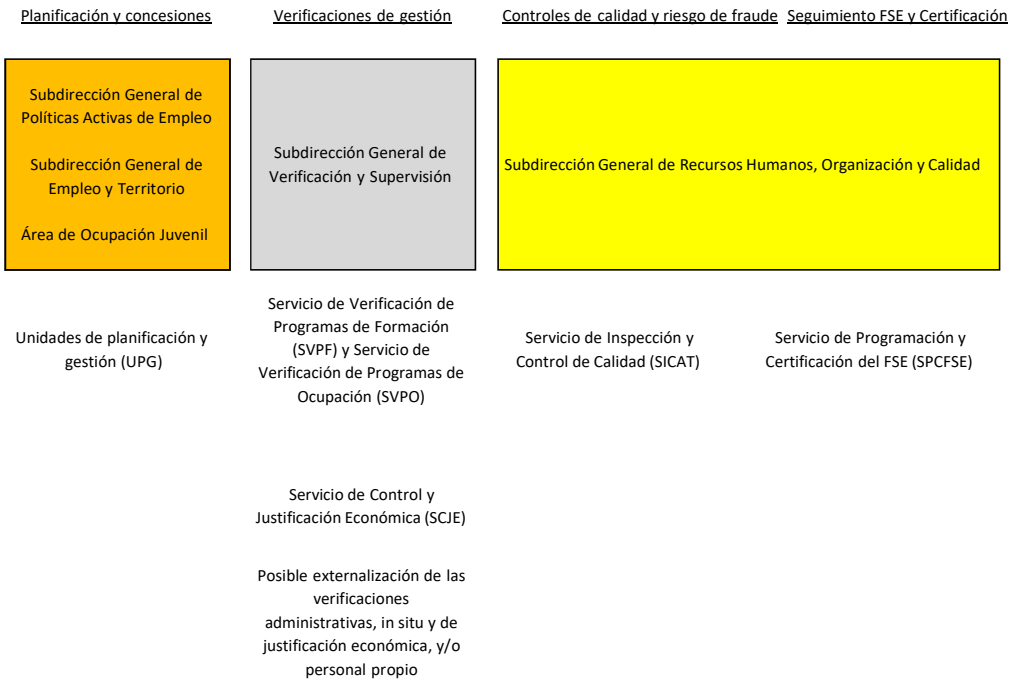 Planificación y concesiones
Verificaciones de gestión
Controles de calidad y riesgo de fraude
Seguimiento FSE y Certificación
Subdirección General de
Políticas Activas de Empleo
Subdirección General de
Empleo y Territorio
Área de Ocupación Juvenil
Subdirección General de
Verificación y Supervisión
Subdirección General de Recursos Humanos, Organización y Calidad
Unidades de planificación y
gestión (UPG)
Servicio de Verificación de
Programas de Formación
(SVPF) y Servicio de
Verificación de Programas de
Ocupación (SVPO)
Servicio de Inspección y
Control de Calidad (SICAT)
Servicio de Programación y
Certificación del FSE (SPCFSE)
Servicio de Control y
Justificación Económica (SCJE)
Posible externalización de las
verificaciones
administrativas, in situ y de
justificación económica, y/o
personal propio